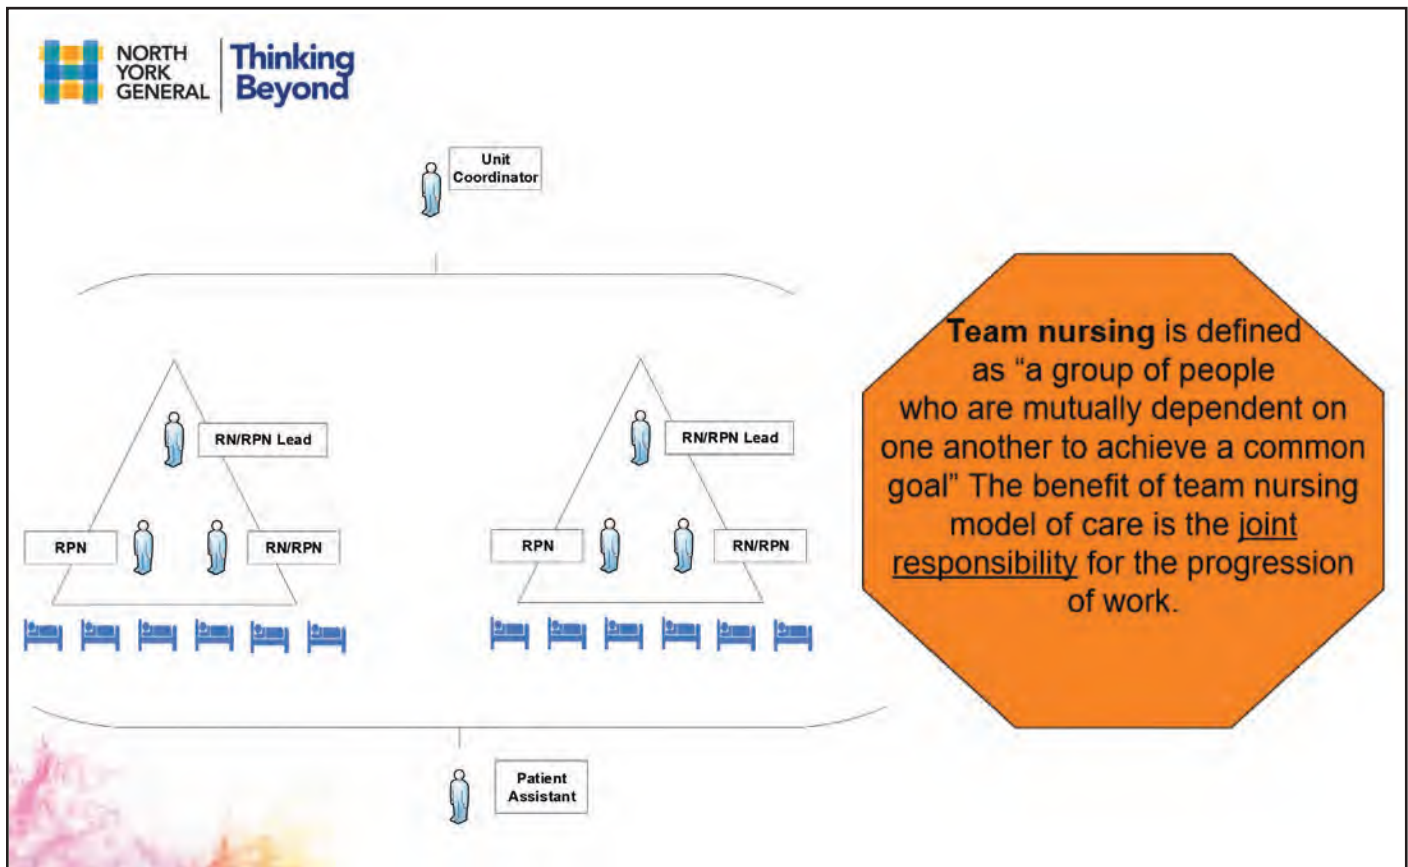 NORTH
YORK
GENERAL
Thinking
Beyond
Unit
Coordinator
RN/RPN Lead
RPN
RN/RPN
RN/RPN Lead
RPN
RN/RPN
Team nursing is defined
as “a group of people
who are mutually dependent on
one another to achieve a common
goal” The benefit of team nursing
model of care is the joint
responsibility for the progression
of work.
Patient
Assistant